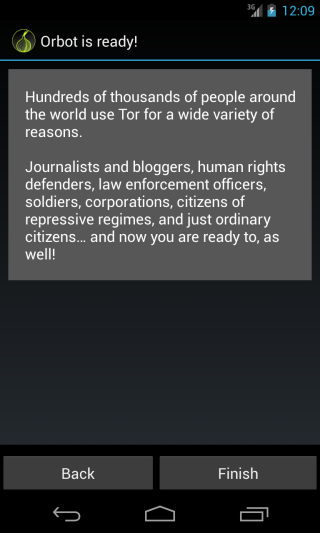 3G 12:09
Orbot is ready!
Hundreds of thousands of people around
the world use Tor for a wide variety of
reasons.
Journalists and bloggers, human rights
defenders, law enforcement officers,
soldiers, corporations, citizens of
repressive regimes, and just ordinary
citizens… and now you are ready to, as
well!
Back Finish